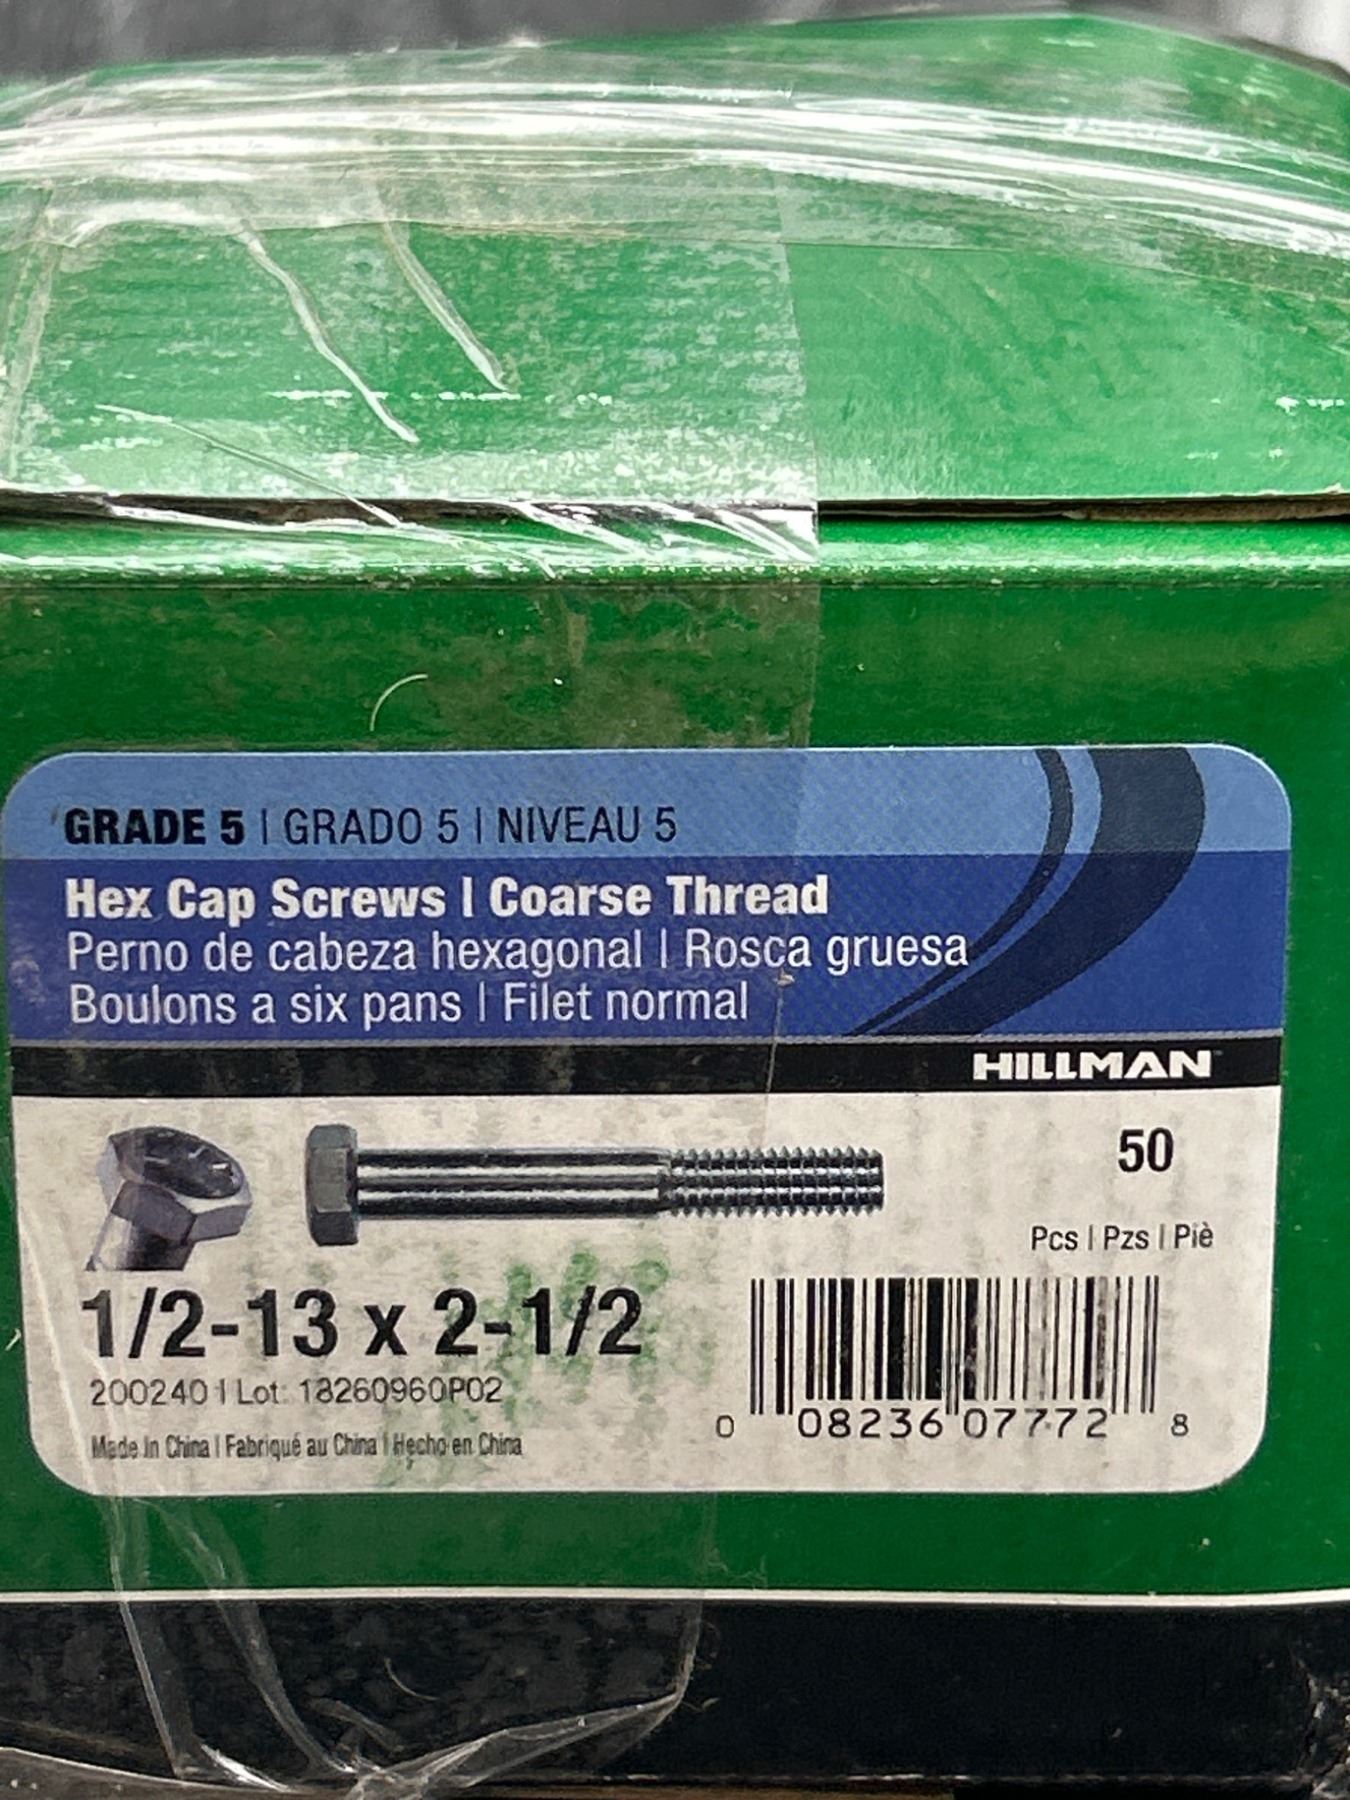 GRADE 5 | GRADO 5 | NIVEAU 5
Hex Cap Screws | Coarse Thread
Perno de cabeza hexagonal | Rosca gruesa
Boulons a six pans | Filet normal
HILLMAN
50
Pcs | Pzs | Piè
1/2-13 x 2-1/2
200240 | Lot: 18260960P02
Made In China | Fabriqué au China | Hecho en China
0 08236 07772 8